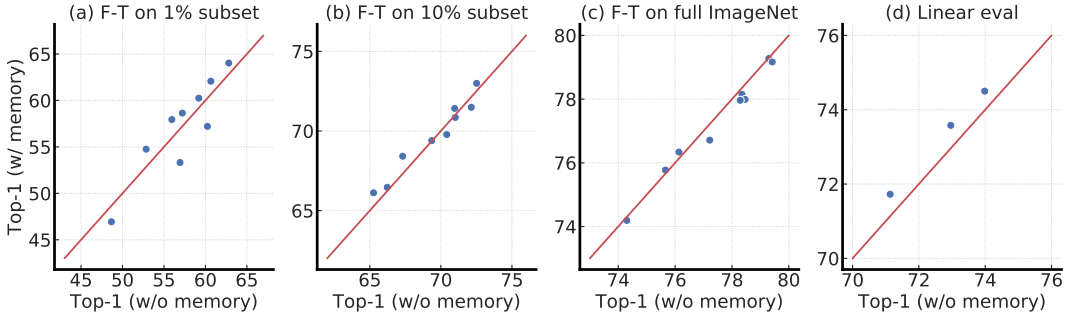 (a) F-T on 1% subset
(b) F-T on 10% subset
(c) F-T on full ImageNet
(d) Linear eval
Top-1 (w/ memory)
65
60
55
50
45
45 50 55 60 65
Top-1 (w/o memory)
75
70
65
65 70 75
Top-1 (w/o memory)
80
78
76
74
74 76 78 80
Top-1 (w/o memory)
76
74
72
70
70 72 74 76
Top-1 (w/o memory)